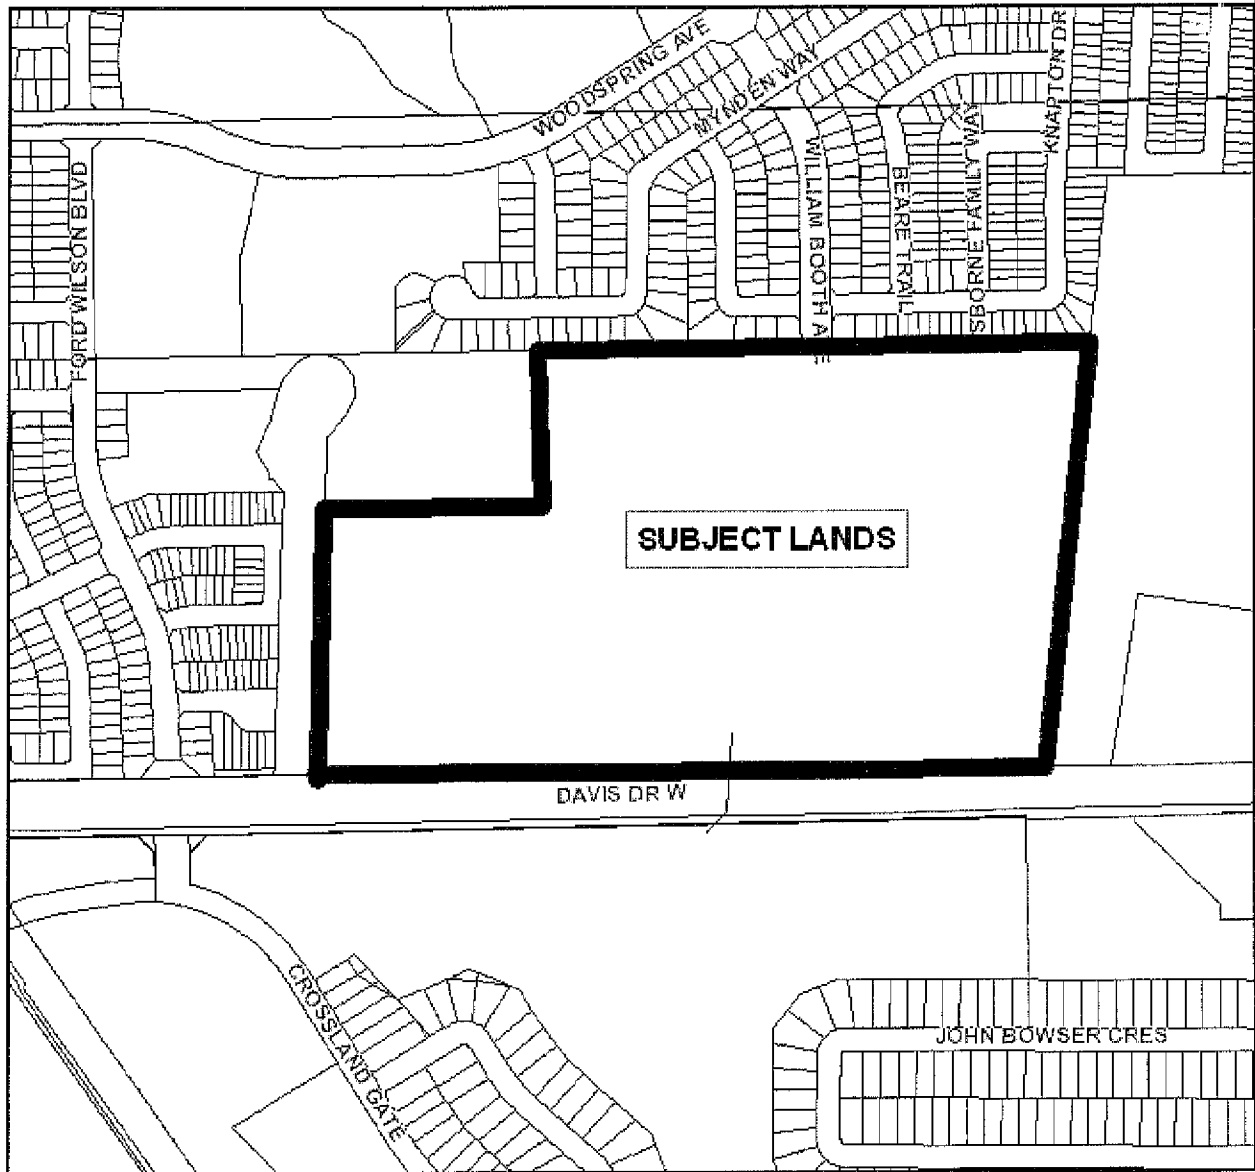 WOODSPRING AVE
MYNDEN WAY
KNAPTON DR
FORD WILSON BLVD
WILLIAM BOOTH AVE
BEARE TRAIL
SBORNE FAMILY WAY
SUBJECT LANDS
DAVIS DR W
CROSSLAND GATE
JOHN BOWSER CRES